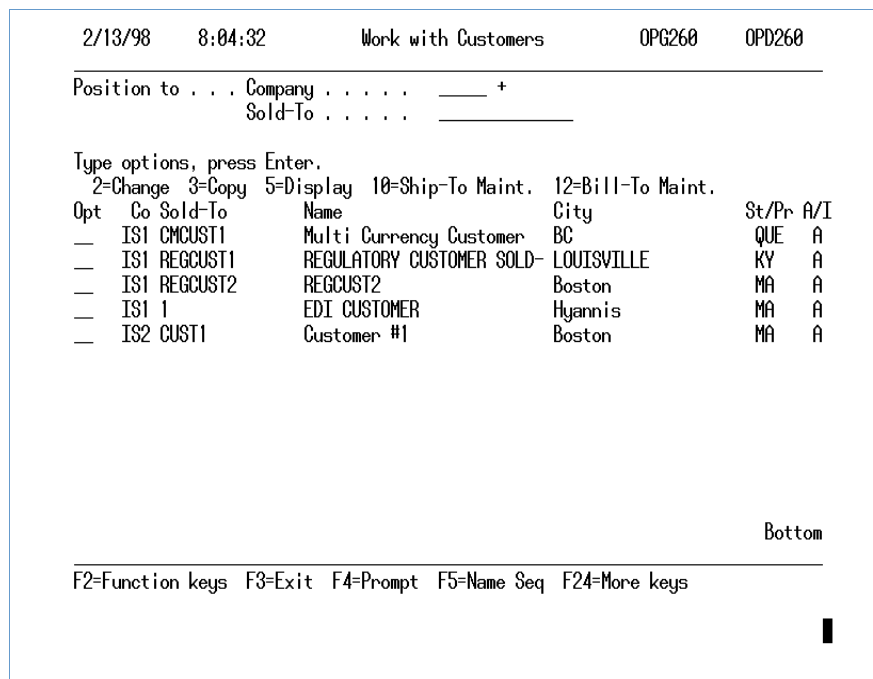 2/13/98 8:04:32 Work with Customers OPG260 OPD260
Position to . . . Company . . . . . _____ +
Sold-To . . . . . ______________
Type options, press Enter.
2=Change 3=Copy 5=Display 10=Ship-To Maint. 12=Bill-To Maint.
Opt Co Sold-To Name City St/Pr A/I
__ IS1 CMCUST1 Multi Currency Customer BC QUE A
__ IS1 REGCUST1 REGULATORY CUSTOMER SOLD- LOUISVILLE KY A
__ IS1 REGCUST2 REGCUST2 Boston MA A
__ IS1 1 EDI CUSTOMER Hyannis MA A
__ IS2 CUST1 Customer #1 Boston MA A
Bottom
F2=Function keys F3=Exit F4=Prompt F5=Name Seq F24=More keys